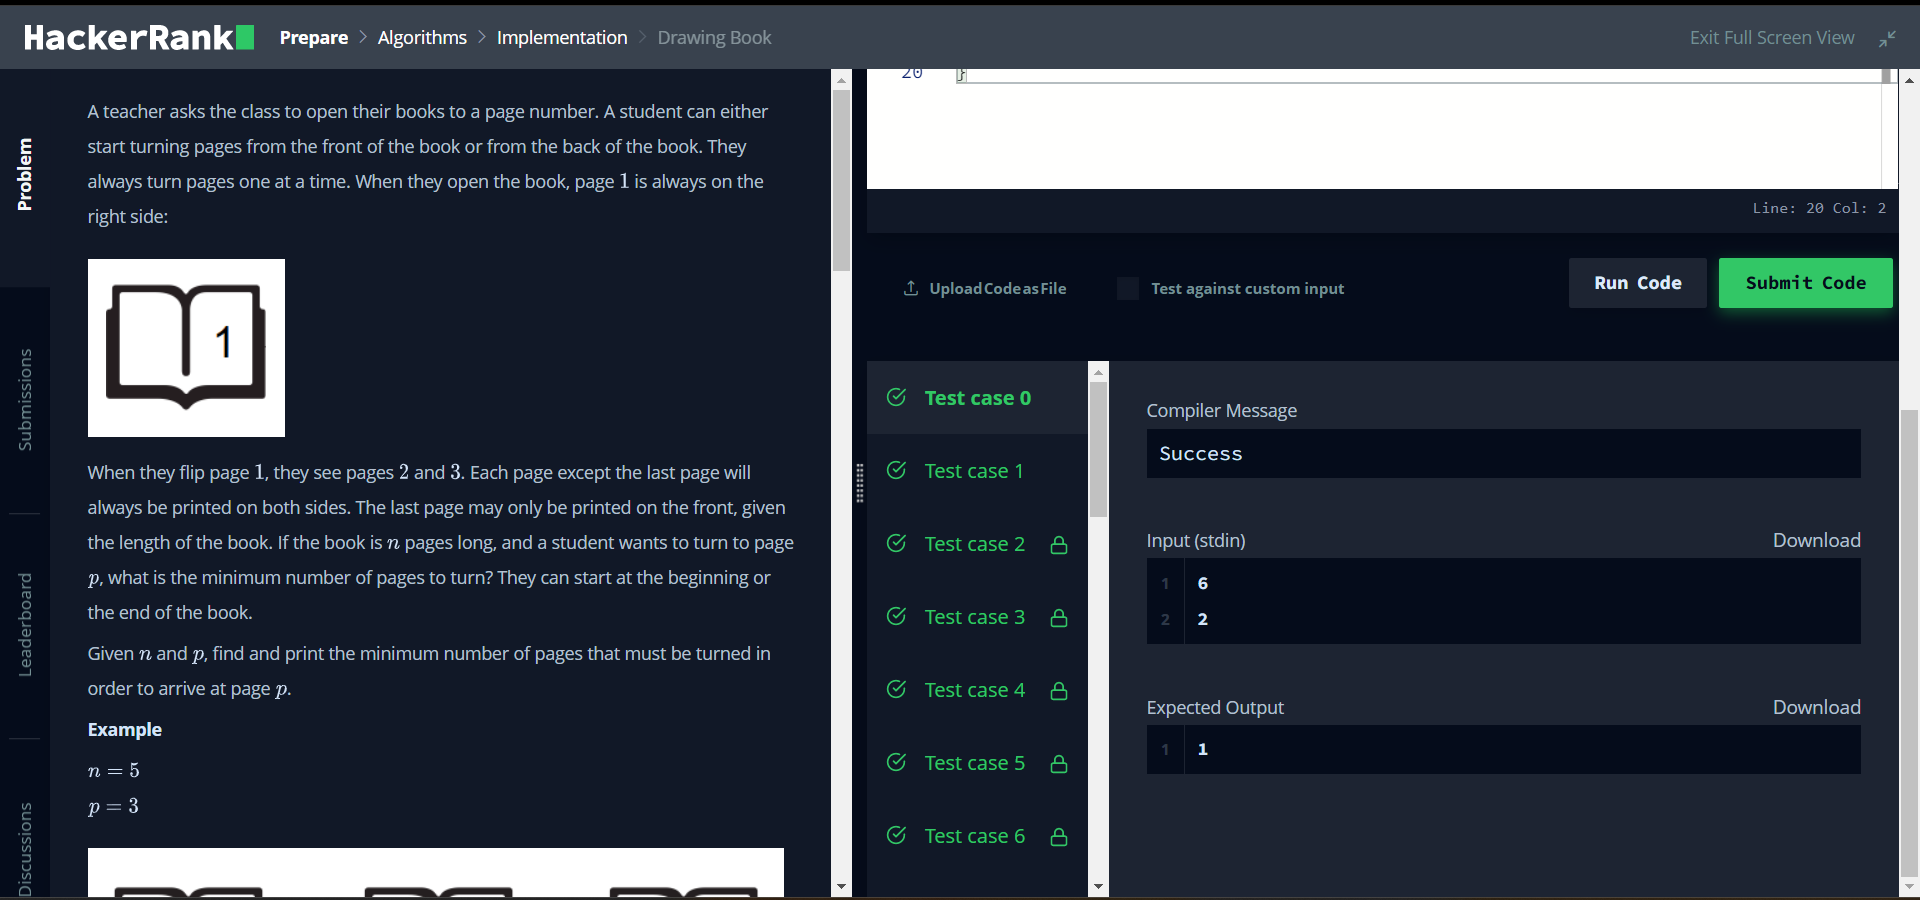 HackerRank
Prepare > Algorithms > Implementation > Drawing Book
Exit Full Screen View
Problem
Submissions
Leaderboard
Discussions
A teacher asks the class to open their books to a page number. A student can either
start turning pages from the front of the book or from the back of the book. They
always turn pages one at a time. When they open the book, page 1 is always on the
right side:
1
When they flip page 1, they see pages 2 and 3. Each page except the last page will
always be printed on both sides. The last page may only be printed on the front, given
the length of the book. If the book is n pages long, and a student wants to turn to page
p, what is the minimum number of pages to turn? They can start at the beginning or
the end of the book.
Given n and p, find and print the minimum number of pages that must be turned in
order to arrive at page p.
Example
n = 5
p = 3
20 }
Line: 20 Col: 2
Upload Code as File
Test against custom input
Run Code
Submit Code
Test case 0
Test case 1
Test case 2
Test case 3
Test case 4
Test case 5
Test case 6
Compiler Message
Success
Input (stdin)
Download
1 6
2 2
Expected Output
Download
1 1